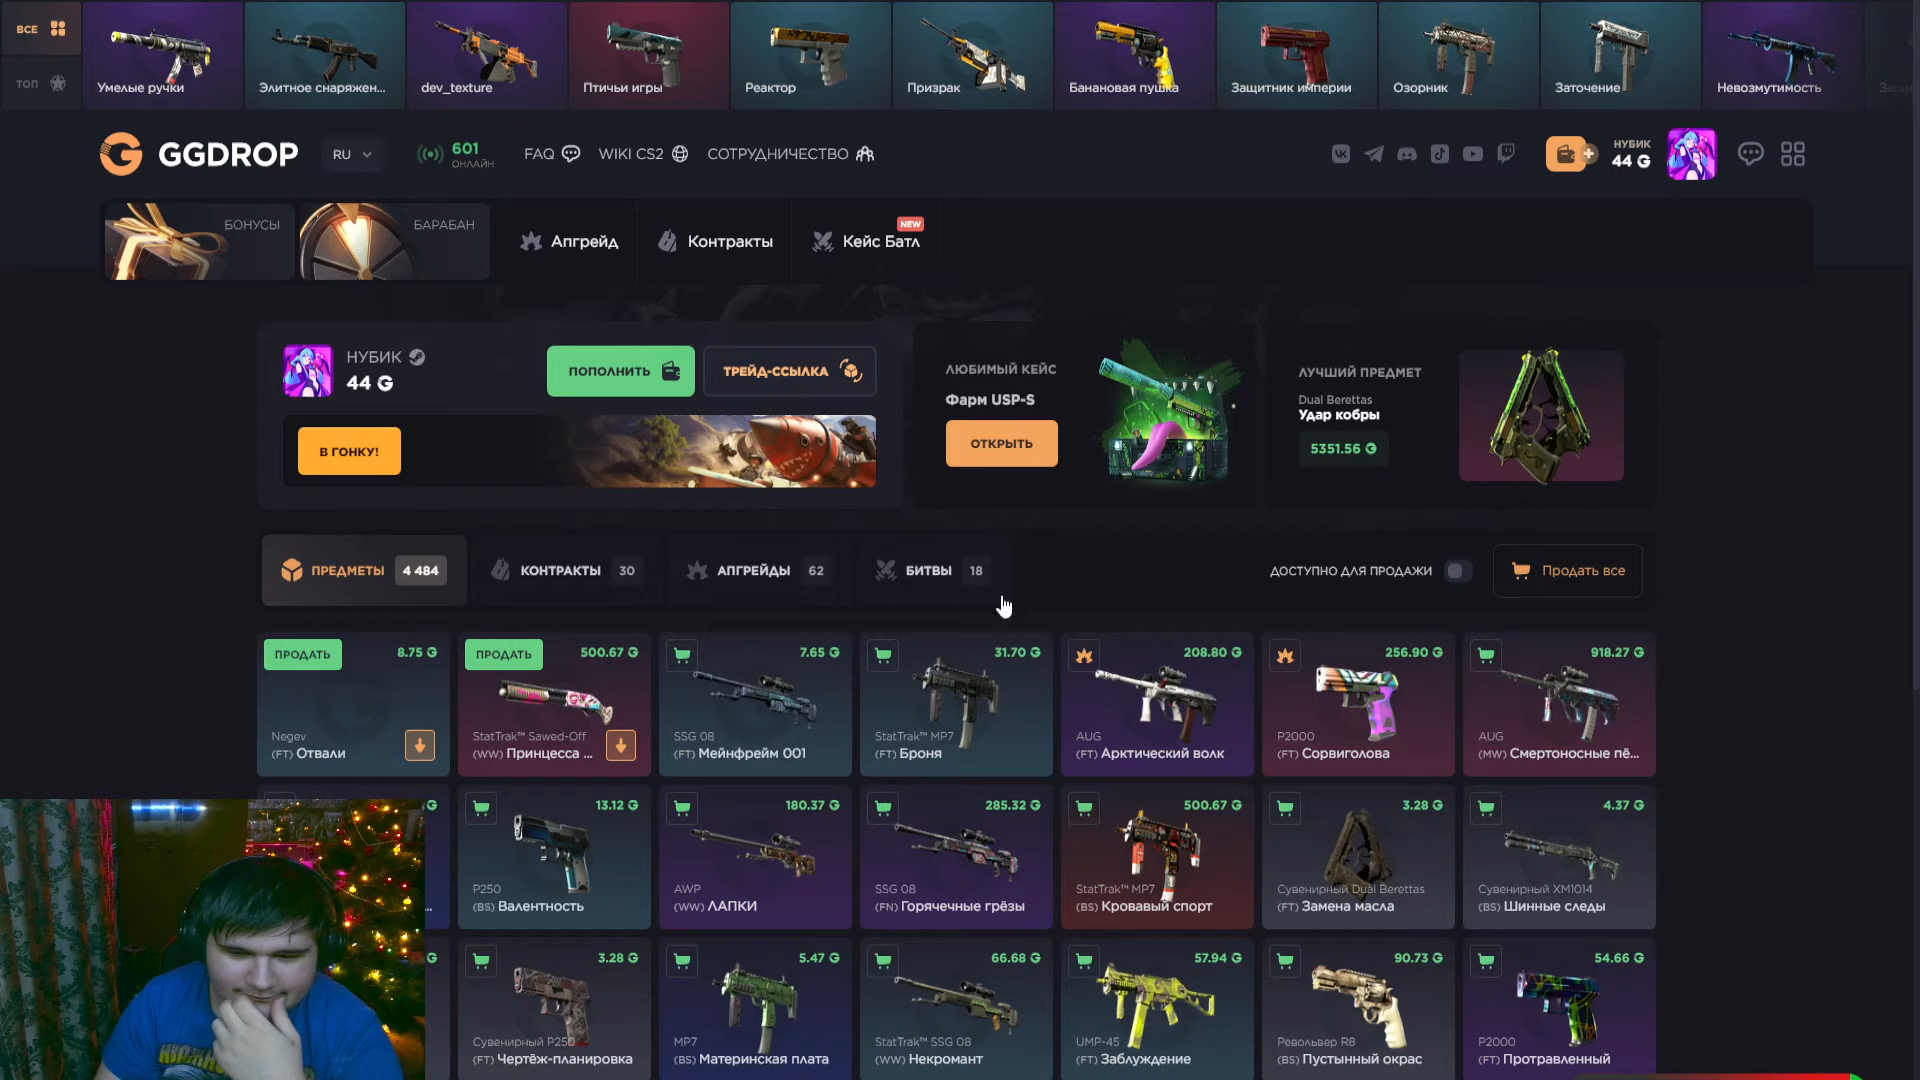 ВСЕ
ТОП
Умелые ручки
Элитное снаряжен...
dev_texture
Птичьи игры
Реактор
Призрак
Банановая пушка
Защитник империи
Озорник
Заточение
Невозмутимость
GGDROP
RU
601
ОНЛАЙН
FAQ
WIKI CS2
СОТРУДНИЧЕСТВО
НУБИК
44 G
БОНУСЫ
БАРАБАН
Апгрейд
Контракты
Кейс Батл
NEW
НУБИК
44 G
ПОПОЛНИТЬ
ТРЕЙД-ССЫЛКА
В ГОНКУ!
ЛЮБИМЫЙ КЕЙС
Фарм USP-S
ОТКРЫТЬ
ЛУЧШИЙ ПРЕДМЕТ
Dual Berettas
Удар кобры
5351.56 G
ПРЕДМЕТЫ 4 484
КОНТРАКТЫ 30
АПГРЕЙДЫ 62
БИТВЫ 18
ДОСТУПНО ДЛЯ ПРОДАЖИ
Продать все
ПРОДАТЬ 8.75 G
Negev
(FT) Отвали
ПРОДАТЬ 500.67 G
StatTrak™ Sawed-Off
(WW) Принцесса ...
7.65 G
SSG 08
(FT) Мейнфрейм 001
31.70 G
StatTrak™ MP7
(FT) Броня
208.80 G
AUG
(FT) Арктический волк
256.90 G
P2000
(FT) Сорвиголова
918.27 G
AUG
(MW) Смертоносные пё...
G
...
13.12 G
P250
(BS) Валентность
180.37 G
AWP
(WW) ЛАПКИ
285.32 G
SSG 08
(FN) Горячечные грёзы
500.67 G
StatTrak™ MP7
(BS) Кровавый спорт
3.28 G
Сувенирный Dual Berettas
(FT) Замена масла
4.37 G
Сувенирный XM1014
(BS) Шинные следы
G
3.28 G
Сувенирный P250
(FT) Чертёж-планировка
5.47 G
MP7
(BS) Материнская плата
66.68 G
StatTrak™ SSG 08
(WW) Некромант
57.94 G
UMP-45
(FT) Заблуждение
90.73 G
Револьвер R8
(BS) Пустынный окрас
54.66 G
P2000
(FT) Протравленный